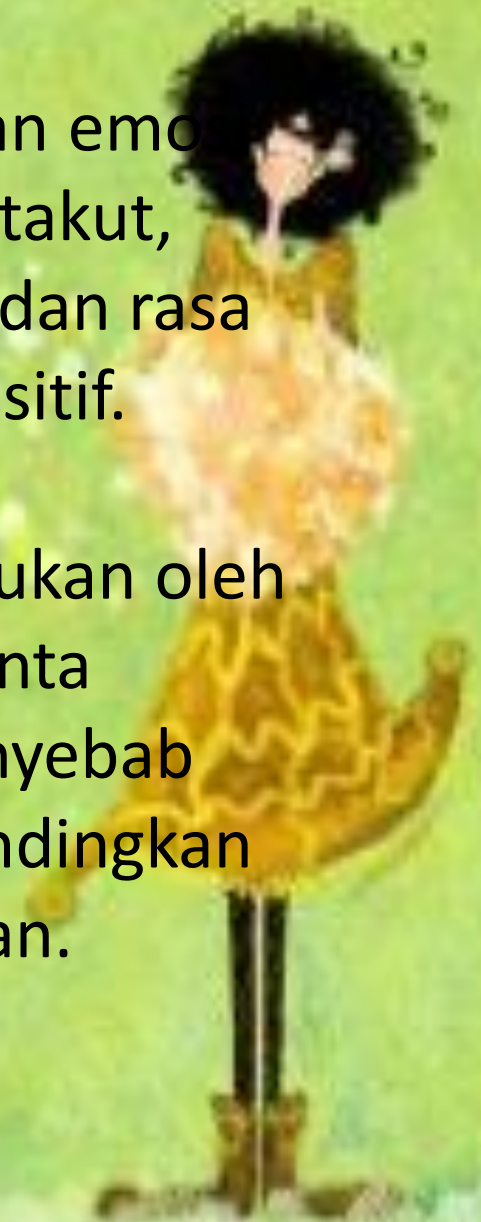 an emo
takut,
dan rasa
sitif.
ukan oleh
nta
nyebab
ndingkan
an.